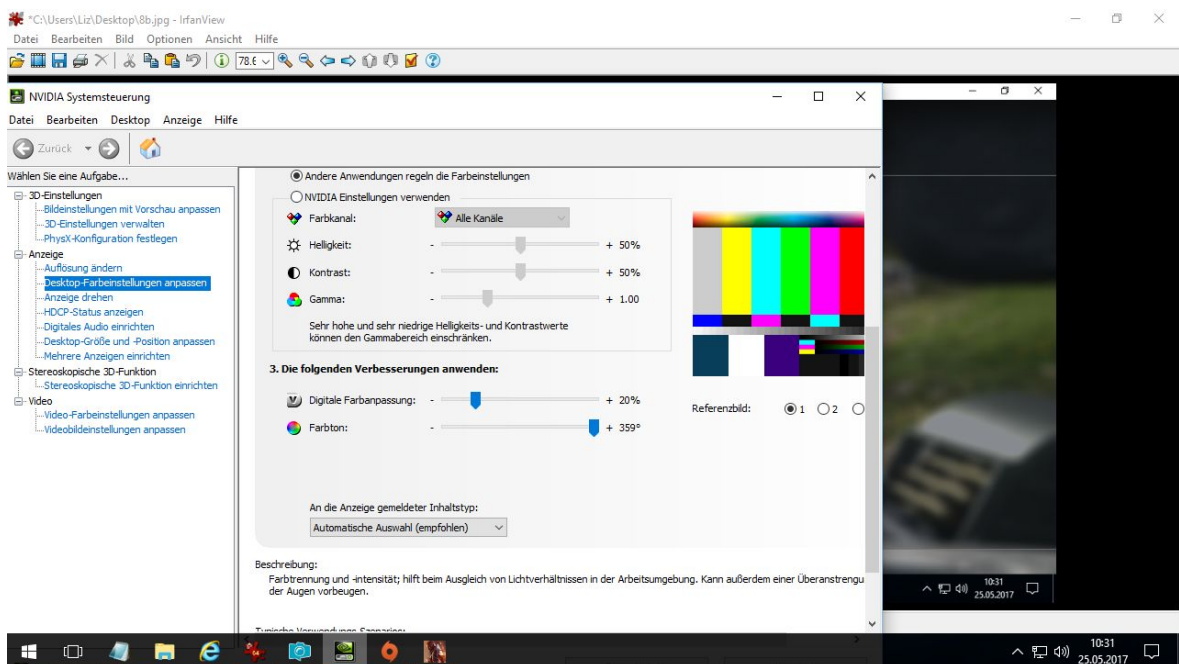 *C:\Users\Liz\Desktop\8b.jpg - IrfanView
Datei Bearbeiten Bild Optionen Ansicht Hilfe
78.6
NVIDIA Systemsteuerung
Datei Bearbeiten Desktop Anzeige Hilfe
Zurück
Wählen Sie eine Aufgabe...
3D-Einstellungen
Bildeinstellungen mit Vorschau anpassen
3D-Einstellungen verwalten
PhysX-Konfiguration festlegen
Anzeige
Auflösung ändern
Desktop-Farbeinstellungen anpassen
Anzeige drehen
HDCP-Status anzeigen
Digitales Audio einrichten
Desktop-Größe und -Position anpassen
Mehrere Anzeigen einrichten
Stereoskopische 3D-Funktion
Stereoskopische 3D-Funktion einrichten
Video
Video-Farbeinstellungen anpassen
Videobildeinstellungen anpassen
Andere Anwendungen regeln die Farbeinstellungen
NVIDIA Einstellungen verwenden
Farbkanal: Alle Kanäle
Helligkeit: - + 50%
Kontrast: - + 50%
Gamma: - + 1.00
Sehr hohe und sehr niedrige Helligkeits- und Kontrastwerte
können den Gammabereich einschränken.
3. Die folgenden Verbesserungen anwenden:
Digitale Farbanpassung: - + 20%
Farbton: - + 359°
Referenzbild: 1 2
An die Anzeige gemeldeter Inhaltstyp:
Automatische Auswahl (empfohlen)
Beschreibung:
Farbtrennung und -intensität; hilft beim Ausgleich von Lichtverhältnissen in der Arbeitsumgebung. Kann außerdem einer Überanstrengu
der Augen vorbeugen.
Typische Verwendungs-Szenarien:
10:31
25.05.2017
10:31
25.05.2017